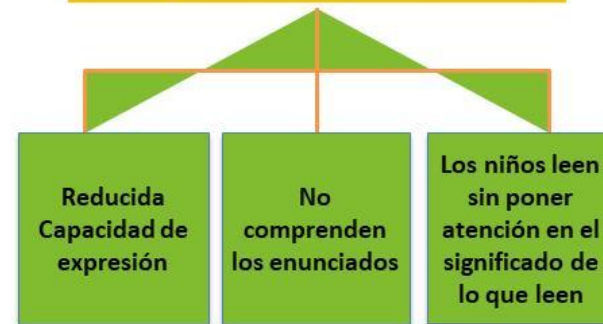 Reducida
Capacidad de
expresión
No
comprenden
los enunciados
Los niños leen
sin poner
atención en el
significado de
lo que leen